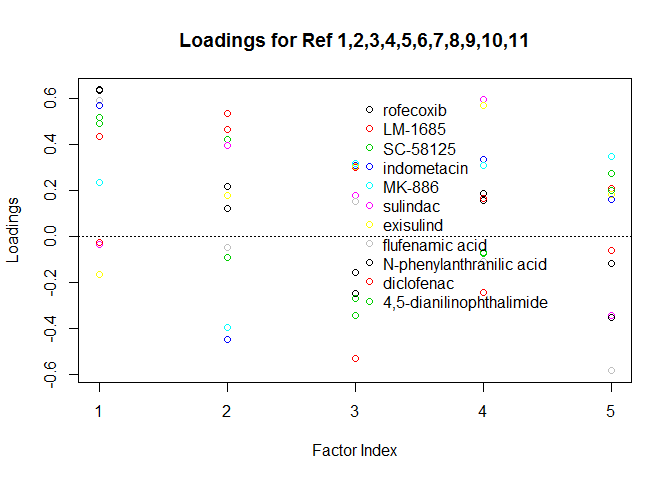 Loadings for Ref 1,2,3,4,5,6,7,8,9,10,11
Loadings
0.6
0.4
0.2
0.0
-0.2
-0.4
-0.6
rofecoxib
LM-1685
SC-58125
indometacin
MK-886
sulindac
exisulind
flufenamic acid
N-phenylanthranilic acid
diclofenac
4,5-dianilinophthalimide
1 2 3 4 5
Factor Index